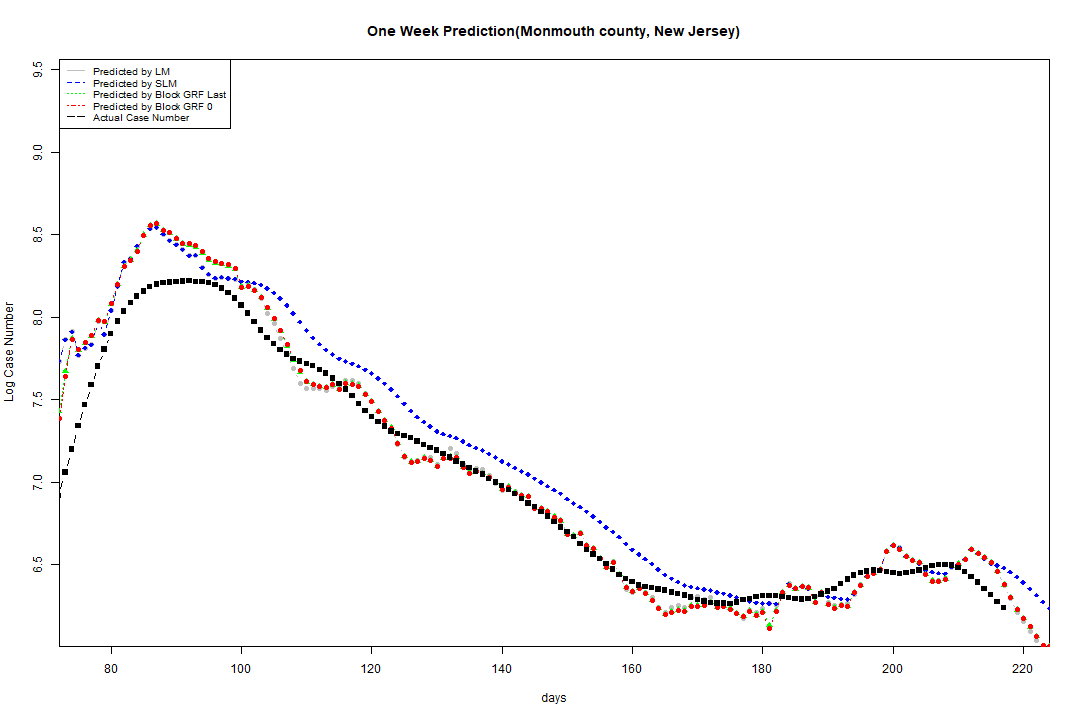 One Week Prediction(Monmouth county, New Jersey)
Predicted by LM
Predicted by SLM
Predicted by Block GRF Last
Predicted by Block GRF 0
Actual Case Number
Log Case Number
9.5
9.0
8.5
8.0
7.5
7.0
6.5
80 100 120 140 160 180 200 220
days